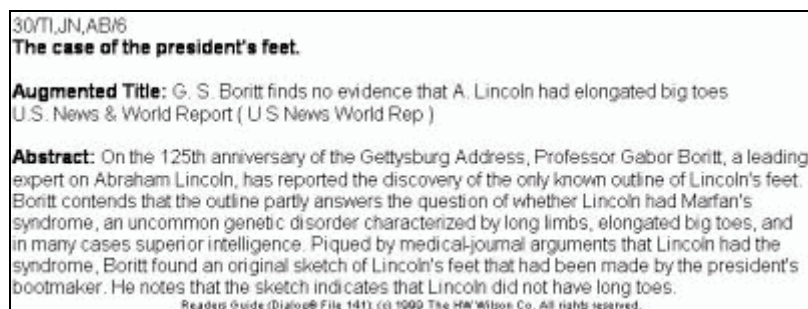 30/TI,JN,AB/6
The case of the president's feet.
Augmented Title: G. S. Boritt finds no evidence that A. Lincoln had elongated big toes
U.S. News & World Report ( U S News World Rep )
Abstract: On the 125th anniversary of the Gettysburg Address, Professor Gabor Boritt, a leading
expert on Abraham Lincoln, has reported the discovery of the only known outline of Lincoln's feet.
Boritt contends that the outline partly answers the question of whether Lincoln had Marfan's
syndrome, an uncommon genetic disorder characterized by long limbs, elongated big toes, and
in many cases superior intelligence. Piqued by medical-journal arguments that Lincoln had the
syndrome, Boritt found an original sketch of Lincoln's feet that had been made by the president's
bootmaker. He notes that the sketch indicates that Lincoln did not have long toes.
Readers Guide (Dialog® File 141): (c) 1999 The HW Wilson Co. All rights reserved.